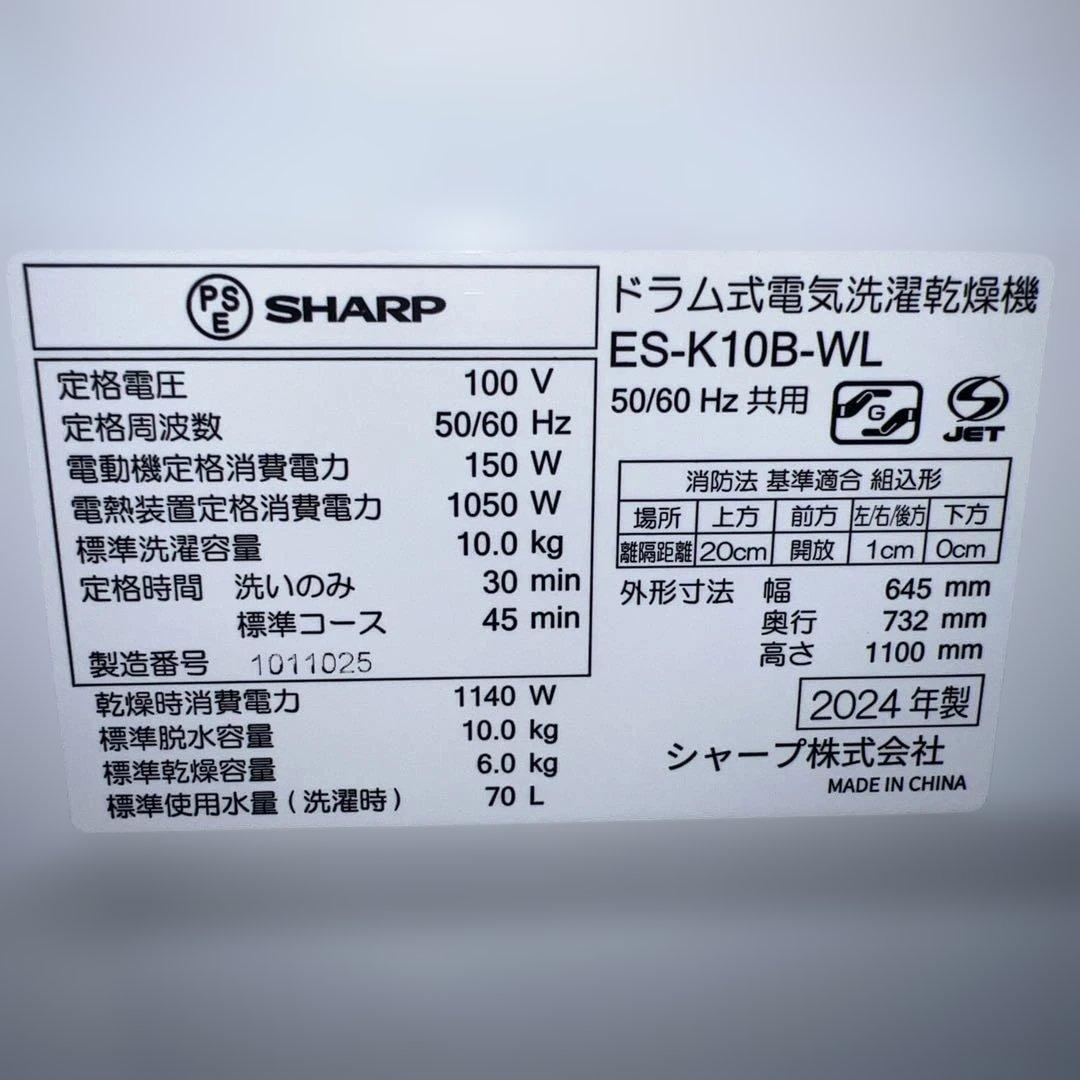 PSE SHARP
定格電圧 100 V
定格周波数 50/60 Hz
電動機定格消費電力 150 W
電熱装置定格消費電力 1050 W
標準洗濯容量 10.0 kg
定格時間 洗いのみ 30 min
標準コース 45 min
製造番号 1011025
乾燥時消費電力 1140 W
標準脱水容量 10.0 kg
標準乾燥容量 6.0 kg
標準使用水量(洗濯時) 70 L
ドラム式電気洗濯乾燥機
ES-K10B-WL
50/60 Hz 共用 G JET
消防法 基準適合 組込形
場所 上方 前方 左/右/後方 下方
離隔距離 20cm 開放 1cm 0cm
外形寸法 幅 645 mm
奥行 732 mm
高さ 1100 mm
2024 年製
シャープ株式会社
MADE IN CHINA